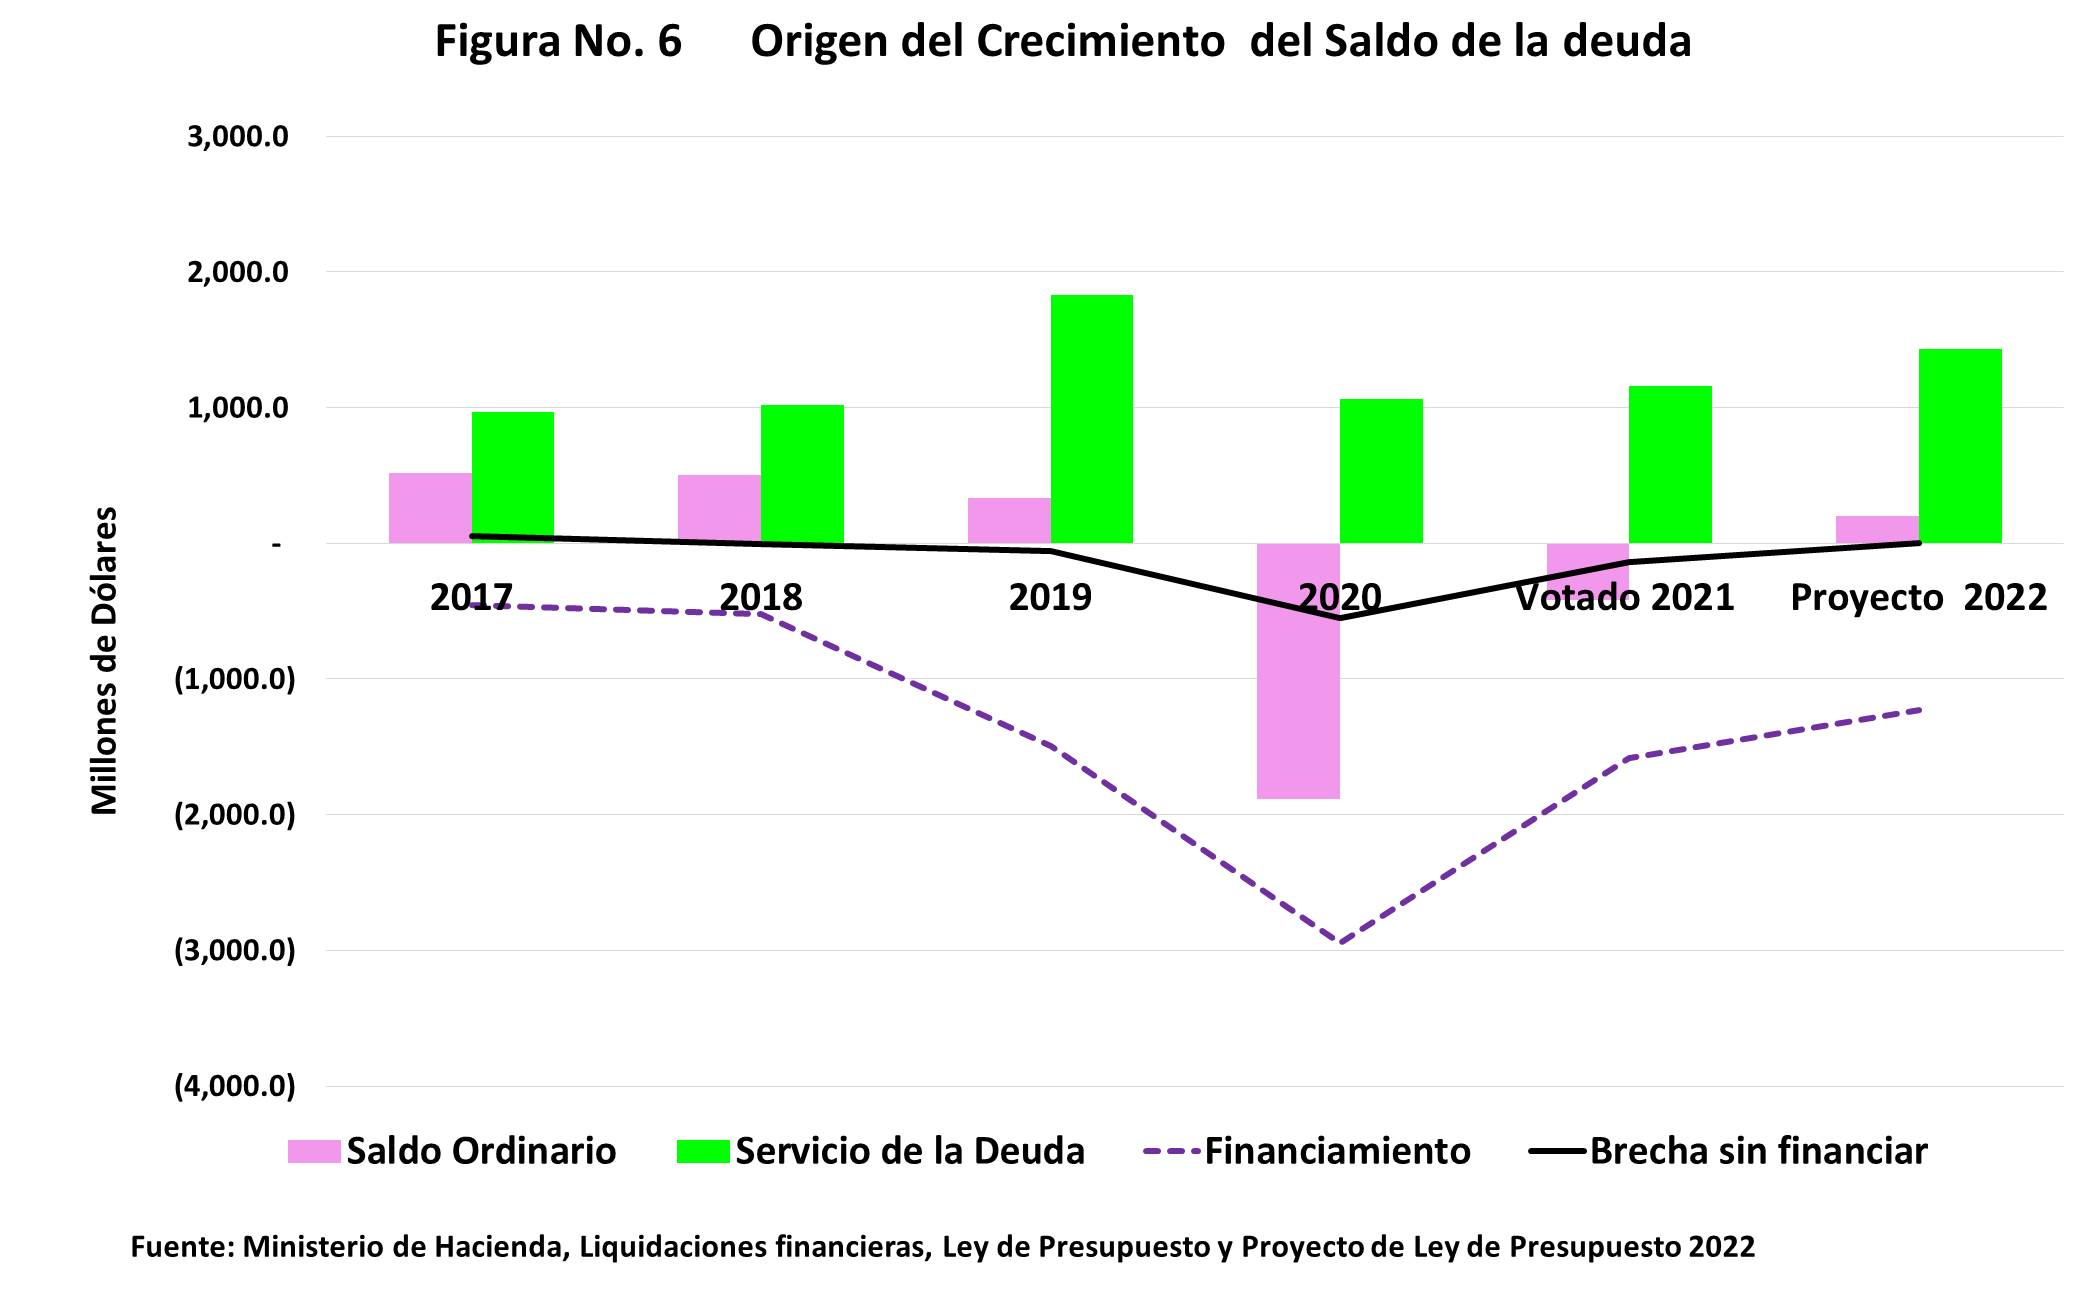 Figura No. 6 Origen del Crecimiento del Saldo de la deuda
3,000.0
2,000.0
1,000.0
-
(1,000.0)
(2,000.0)
(3,000.0)
(4,000.0)
Millones de Dólares
2017 2018 2019 2020 Votado 2021 Proyecto 2022
Saldo Ordinario Servicio de la Deuda Financiamiento Brecha sin financiar
Fuente: Ministerio de Hacienda, Liquidaciones financieras, Ley de Presupuesto y Proyecto de Ley de Presupuesto 2022